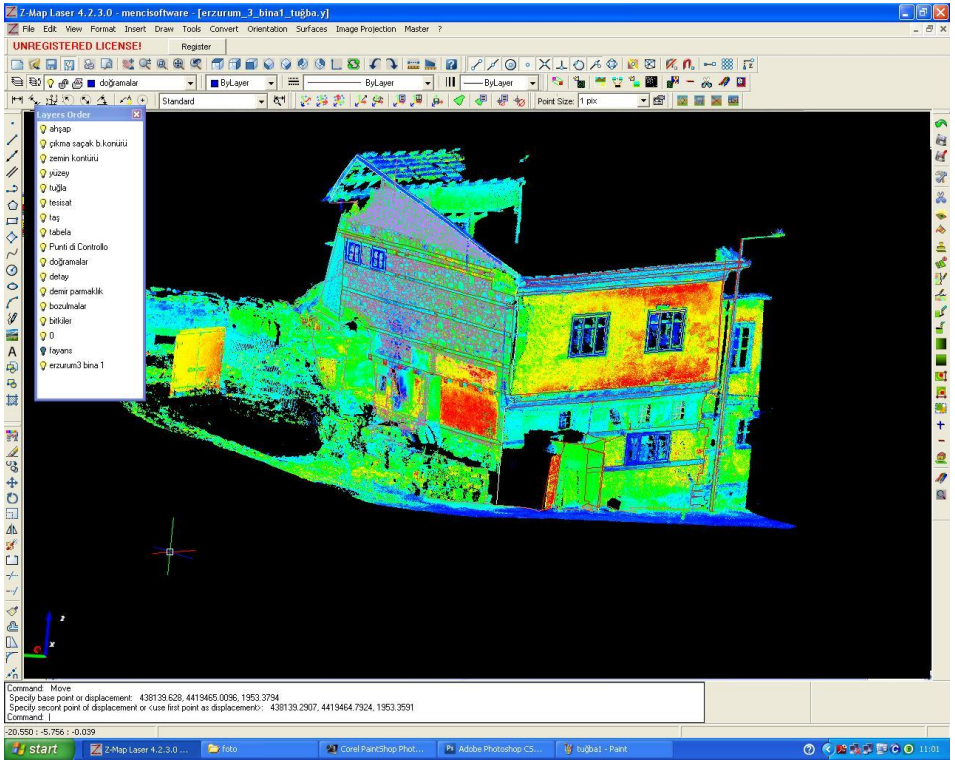 Z-Map Laser 4.2.3.0 - mencisoftware - [erzurum_3_bina1_tuğba.y]
File Edit View Format Insert Draw Tools Convert Orientation Surfaces Image Projection Master ?
UNREGISTERED LICENSE! Register
doğramalar ByLayer ByLayer ByLayer
Standard Point Size: 1 pix
Layers Order
ahşap
çıkma saçak b.konürü
zemin kontürü
yüzey
tuğla
tesisat
taş
tabela
Punti di Controllo
doğramalar
detay
demir parmaklık
bozulmalar
bitkiler
0
fayans
erzurum3 bina 1
z
x
Command: Move
Specify base point or displacement: 438139.628, 4419465.0096, 1953.3794
Specify secont point of displacement or <use first point as displacement>: 438139.2907, 4419464.7924, 1953.3591
Command:
-20.550 : -5.756 : -0.039
start Z-Map Laser 4.2.3.0 ... foto Corel PaintShop Phot... Adobe Photoshop CS... tuğba1 - Paint 11:01